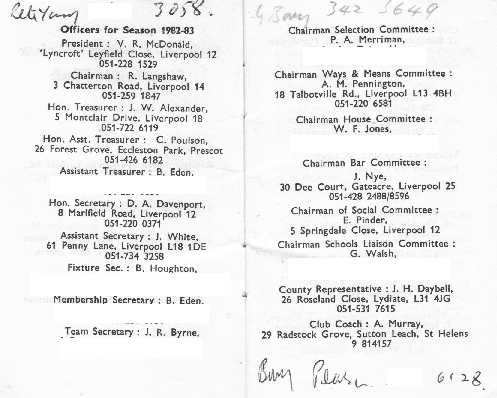 3058.
Officers for Season 1982-83
President : V. R. McDonald,
'Lyncroft' Leyfield Close, Liverpool 12
051-228 1529
Chairman : R. Langshaw,
3 Chatterton Road, Liverpool 14
051-259 1847
Hon. Treasurer : J. W. Alexander,
5 Montclair Drive, Liverpool 18
051-722 6119
Hon. Asst. Treasurer : C. Poulson,
26 Forest Grove, Eccleston Park, Prescot
051-426 6182
Assistant Treasurer : B. Eden.
Hon. Secretary : D. A. Davenport,
8 Marlfield Road, Liverpool 12
051-220 0371
Assistant Secretary : J. White,
61 Penny Lane, Liverpool L18 1DE
051-734 3258
Fixture Sec. : B. Houghton,
Membership Secretary : B. Eden.
Team Secretary : J. R. Byrne,
342 3649
Chairman Selection Committee :
P. A. Merriman,
Chairman Ways & Means Committee :
A. M. Pennington,
18 Talbotville Rd., Liverpool L13 4BH
051-220 6581
Chairman House Committee :
W. F. Jones,
Chairman Bar Committee :
J. Nye,
30 Dee Court, Gateacre, Liverpool 25
051-428 2488/8596
Chairman of Social Committee :
E. Pinder,
5 Springdale Close, Liverpool 12
Chairman Schools Liaison Committee :
G. Walsh,
County Representative : J. H. Daybell,
26 Roseland Close, Lydiate, L31 4JG
051-531 7615
Club Coach : A. Murray,
29 Radstock Grove, Sutton Leach, St Helens
9 814157
6128.